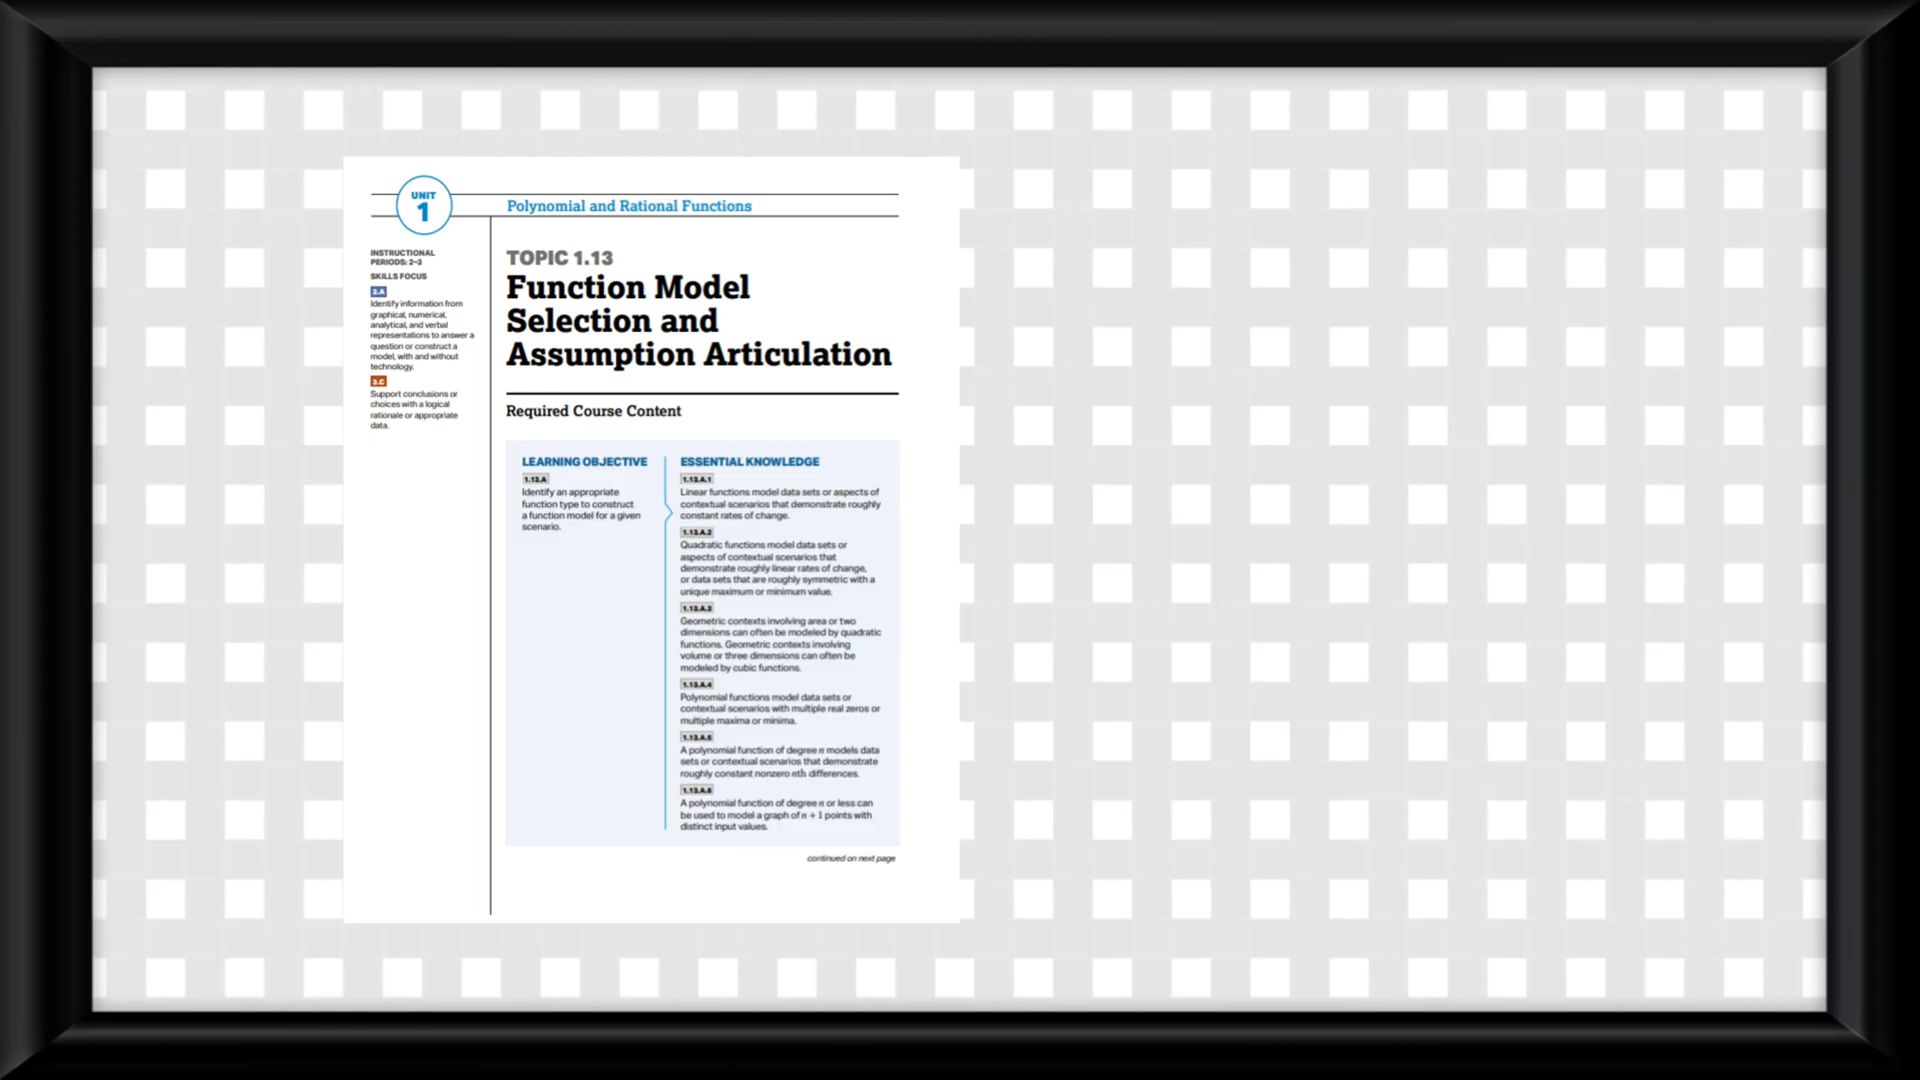 UNIT
1
Polynomial and Rational Functions
INSTRUCTIONAL
PERIODS: 2–3
SKILLS FOCUS
2.A
Identify information from
graphical, numerical,
analytical, and verbal
representations to answer a
question or construct a
model, with and without
technology.
3.C
Support conclusions or
choices with a logical
rationale or appropriate
data.
TOPIC 1.13
Function Model
Selection and
Assumption Articulation
Required Course Content
LEARNING OBJECTIVE
1.13.A
Identify an appropriate
function type to construct
a function model for a given
scenario.
ESSENTIAL KNOWLEDGE
1.13.A.1
Linear functions model data sets or aspects of
contextual scenarios that demonstrate roughly
constant rates of change.
1.13.A.2
Quadratic functions model data sets or
aspects of contextual scenarios that
demonstrate roughly linear rates of change,
or data sets that are roughly symmetric with a
unique maximum or minimum value.
1.13.A.3
Geometric contexts involving area or two
dimensions can often be modeled by quadratic
functions. Geometric contexts involving
volume or three dimensions can often be
modeled by cubic functions.
1.13.A.4
Polynomial functions model data sets or
contextual scenarios with multiple real zeros or
multiple maxima or minima.
1.13.A.5
A polynomial function of degree n models data
sets or contextual scenarios that demonstrate
roughly constant nonzero nth differences.
1.13.A.6
A polynomial function of degree n or less can
be used to model a graph of n + 1 points with
distinct input values.
continued on next page